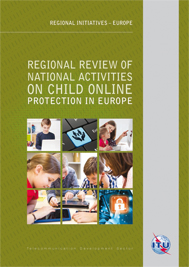 REGIONAL INITIATIVES – EUROPE
REGIONAL REVIEW OF
NATIONAL ACTIVITIES
ON CHILD ONLINE
PROTECTION IN EUROPE
Telecommunication Development Sector
ITU